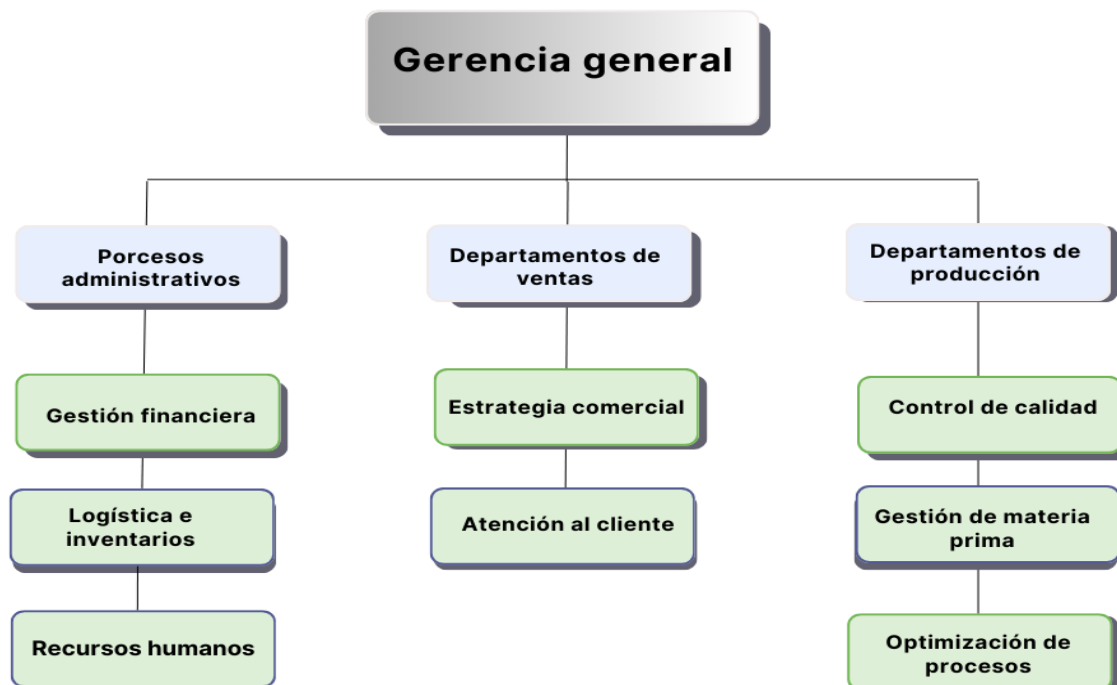 Gerencia general
Porcesos
administrativos
Departamentos de
ventas
Departamentos de
producción
Gestión financiera
Estrategia comercial
Control de calidad
Logística e
inventarios
Atención al cliente
Gestión de materia
prima
Recursos humanos
Optimización de
procesos